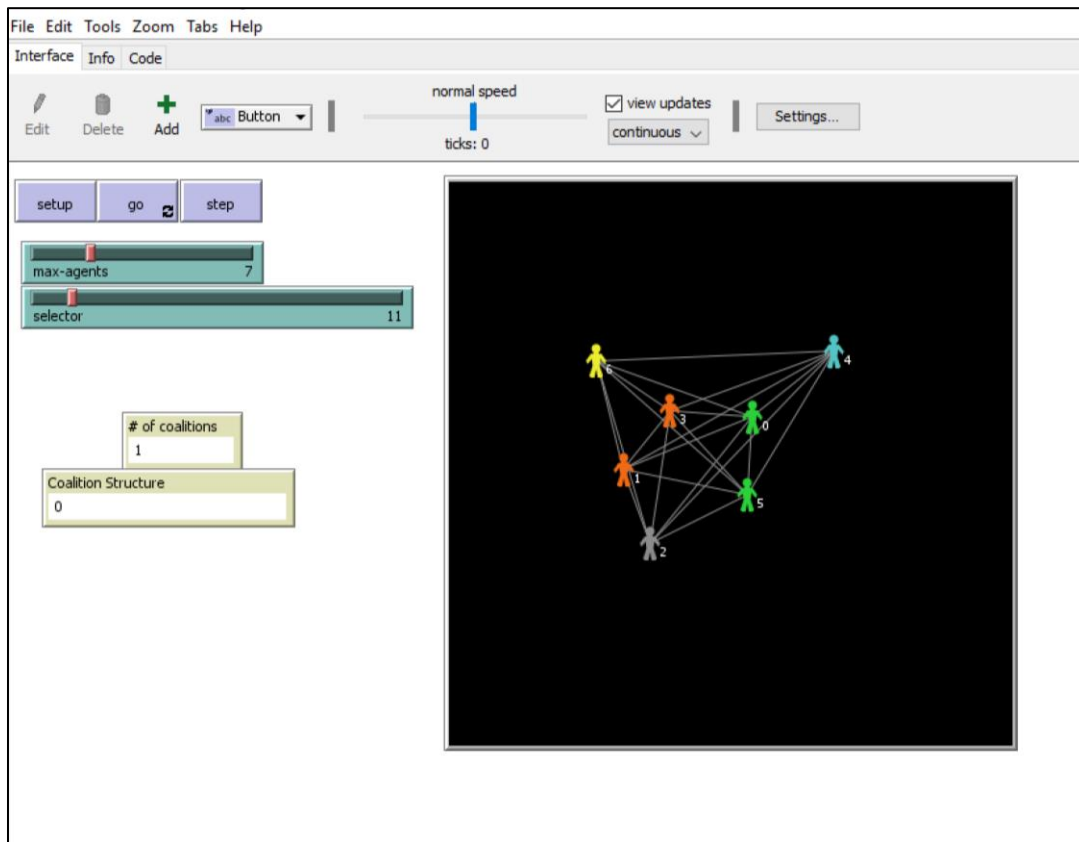 File Edit Tools Zoom Tabs Help
Interface Info Code
Edit Delete Add abc Button normal speed ticks: 0 view updates continuous Settings...
setup go step
max-agents 7
selector 11
# of coalitions
1
Coalition Structure
0
6
4
3
0
1
5
2